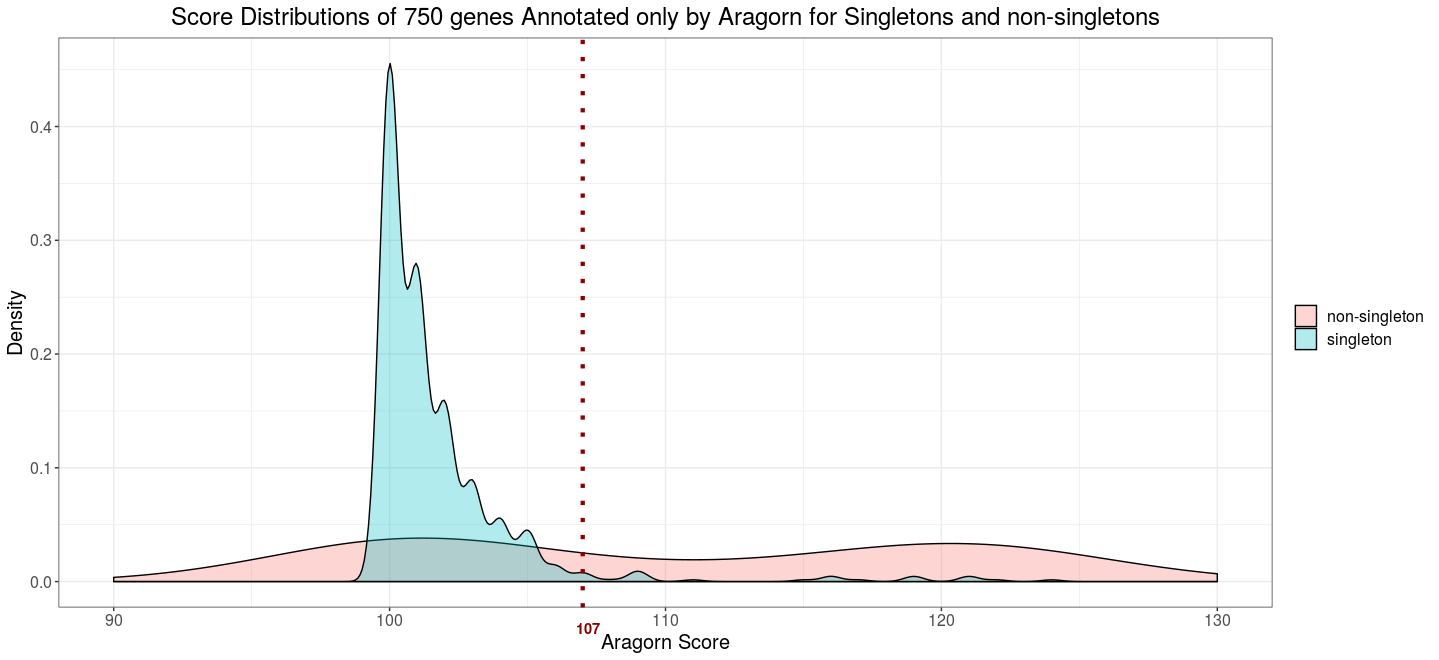 Score Distributions of 750 genes Annotated only by Aragorn for Singletons and non-singletons
Density
0.4
0.3
0.2
0.1
0.0
90
100
107
110
120
130
Aragorn Score
non-singleton
singleton